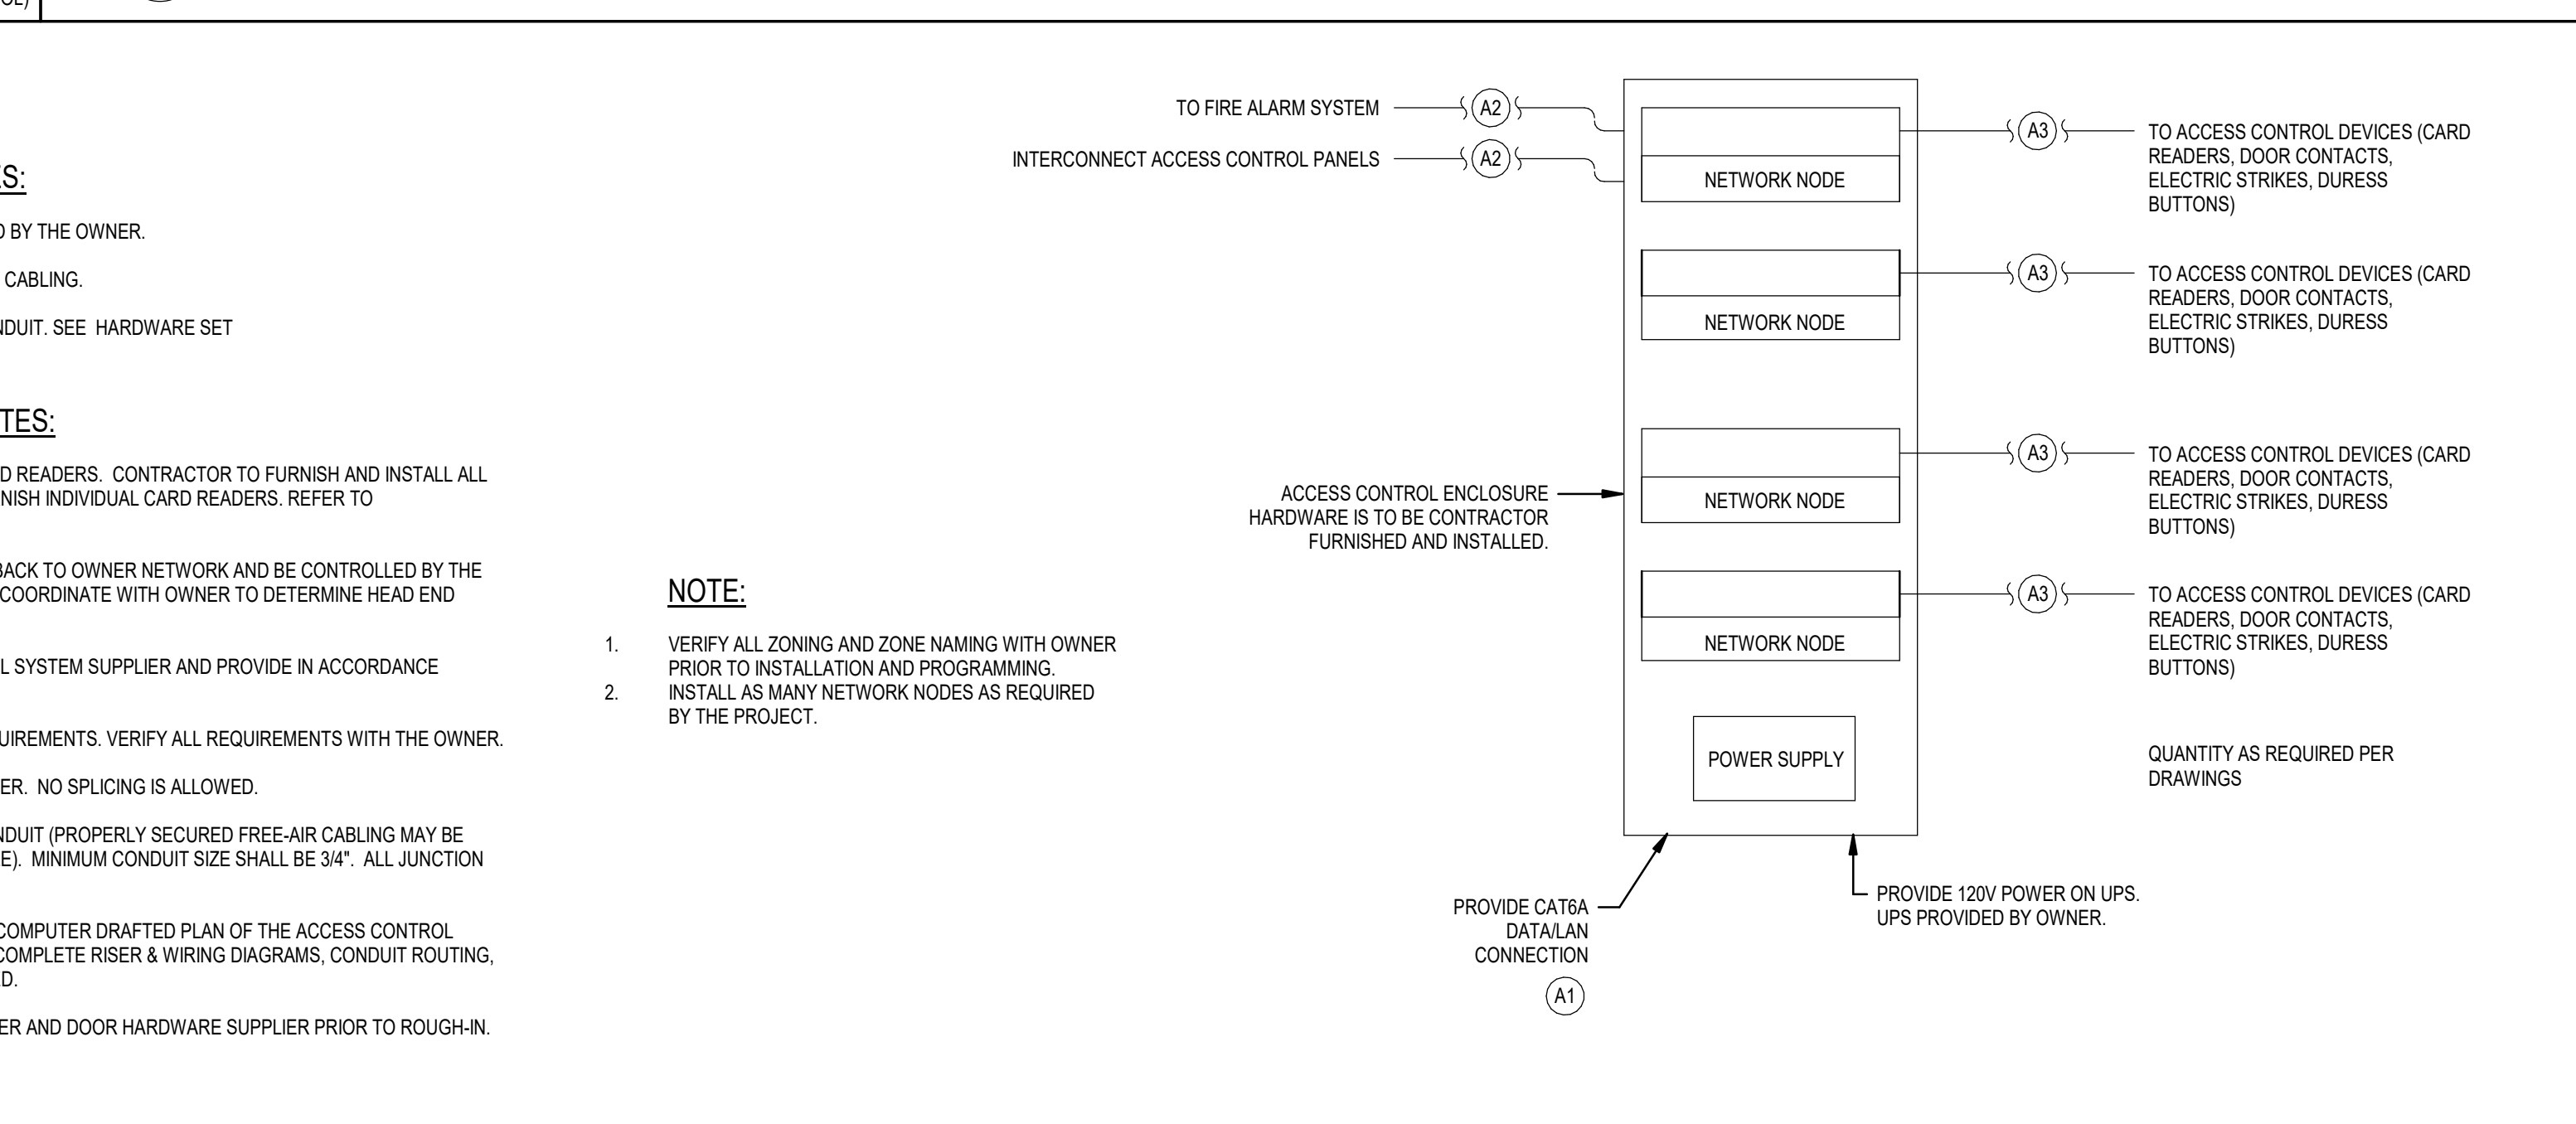 OL)
ES:
D BY THE OWNER.
CABLING.
NDUIT. SEE HARDWARE SET
TES:
D READERS. CONTRACTOR TO FURNISH AND INSTALL ALL
NISH INDIVIDUAL CARD READERS. REFER TO
BACK TO OWNER NETWORK AND BE CONTROLLED BY THE
COORDINATE WITH OWNER TO DETERMINE HEAD END
L SYSTEM SUPPLIER AND PROVIDE IN ACCORDANCE
UIREMENTS. VERIFY ALL REQUIREMENTS WITH THE OWNER.
ER. NO SPLICING IS ALLOWED.
NDUIT (PROPERLY SECURED FREE-AIR CABLING MAY BE
E). MINIMUM CONDUIT SIZE SHALL BE 3/4". ALL JUNCTION
COMPUTER DRAFTED PLAN OF THE ACCESS CONTROL
COMPLETE RISER & WIRING DIAGRAMS, CONDUIT ROUTING,
ED.
ER AND DOOR HARDWARE SUPPLIER PRIOR TO ROUGH-IN.
NOTE:
1. VERIFY ALL ZONING AND ZONE NAMING WITH OWNER
PRIOR TO INSTALLATION AND PROGRAMMING.
2. INSTALL AS MANY NETWORK NODES AS REQUIRED
BY THE PROJECT.
TO FIRE ALARM SYSTEM A2
INTERCONNECT ACCESS CONTROL PANELS A2
ACCESS CONTROL ENCLOSURE
HARDWARE IS TO BE CONTRACTOR
FURNISHED AND INSTALLED.
NETWORK NODE
NETWORK NODE
NETWORK NODE
NETWORK NODE
POWER SUPPLY
PROVIDE CAT6A
DATA/LAN
CONNECTION
A1
PROVIDE 120V POWER ON UPS.
UPS PROVIDED BY OWNER.
A3 TO ACCESS CONTROL DEVICES (CARD
READERS, DOOR CONTACTS,
ELECTRIC STRIKES, DURESS
BUTTONS)
A3 TO ACCESS CONTROL DEVICES (CARD
READERS, DOOR CONTACTS,
ELECTRIC STRIKES, DURESS
BUTTONS)
A3 TO ACCESS CONTROL DEVICES (CARD
READERS, DOOR CONTACTS,
ELECTRIC STRIKES, DURESS
BUTTONS)
A3 TO ACCESS CONTROL DEVICES (CARD
READERS, DOOR CONTACTS,
ELECTRIC STRIKES, DURESS
BUTTONS)
QUANTITY AS REQUIRED PER
DRAWINGS